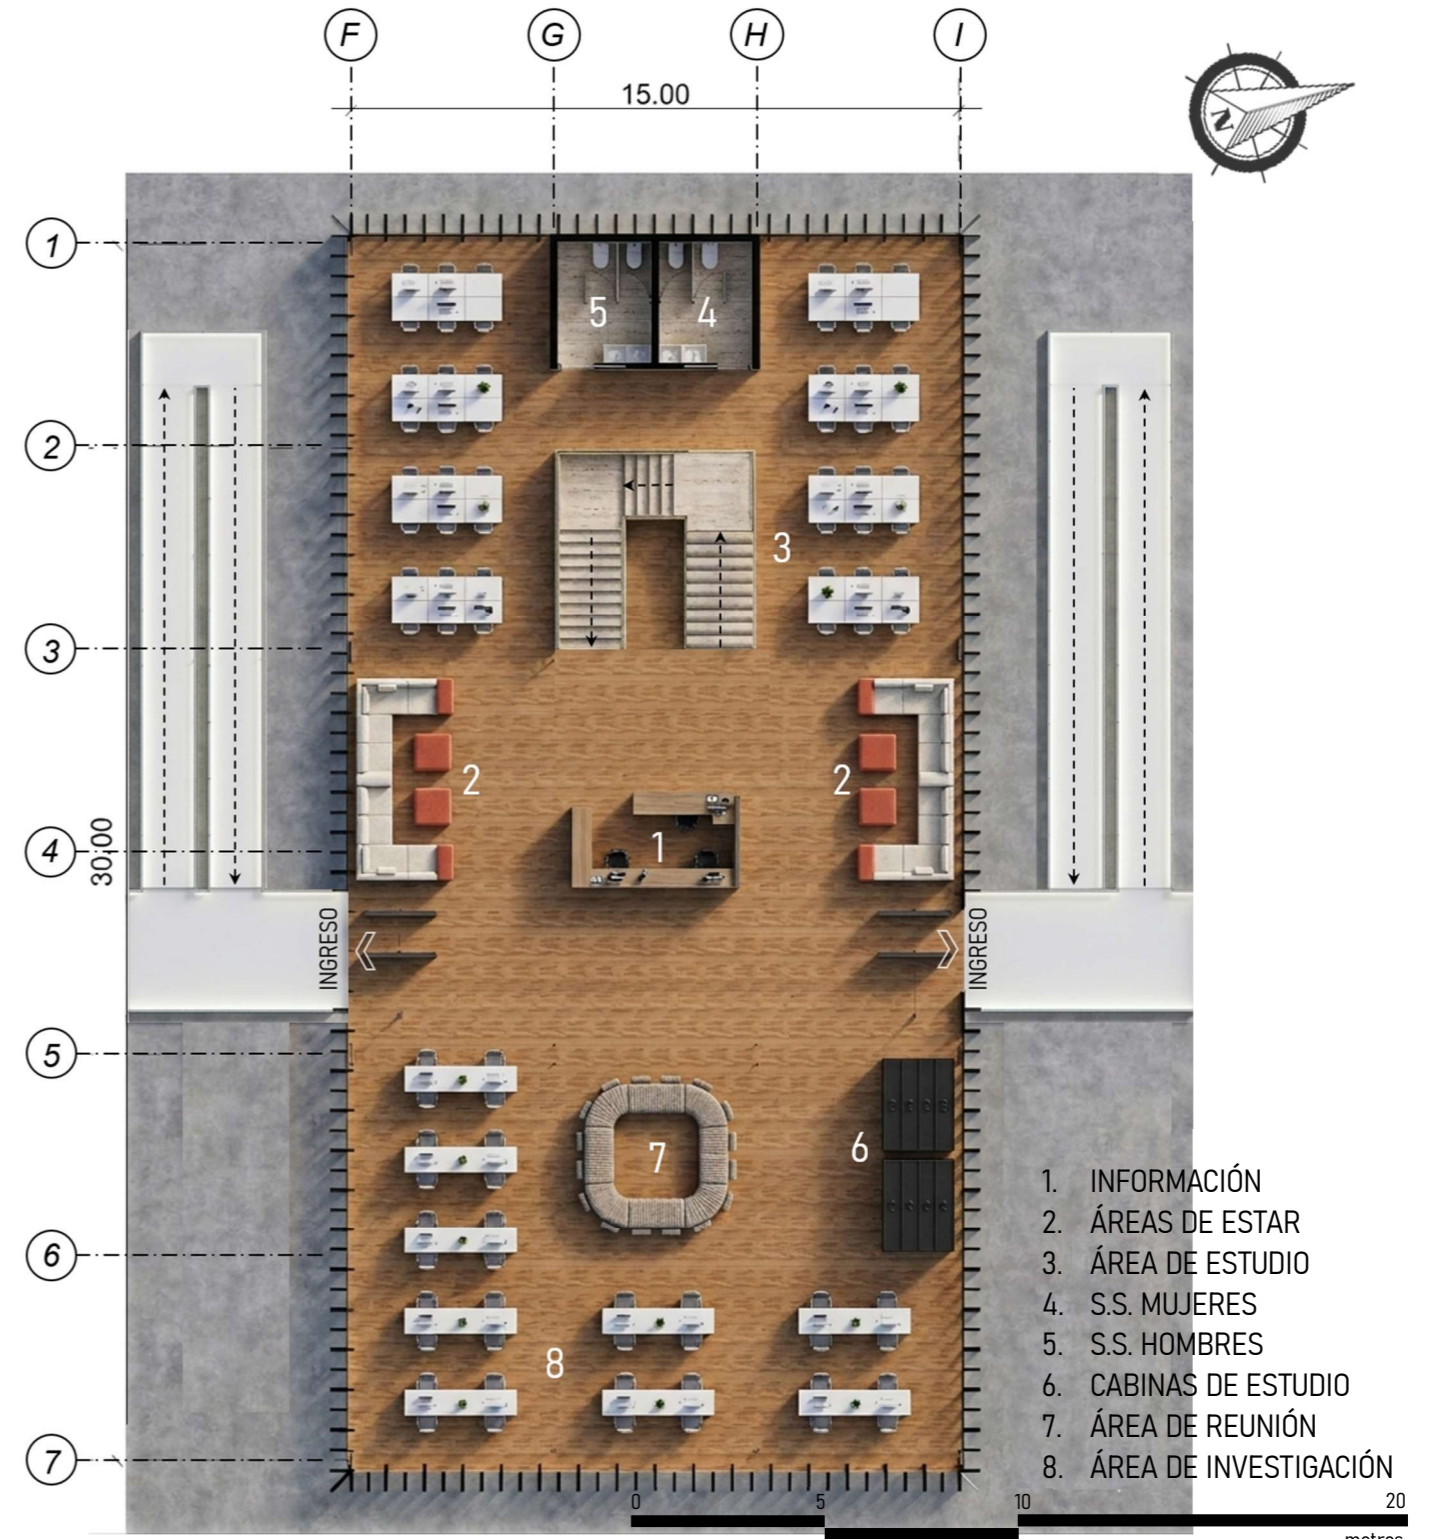 F G H I
15.00
N
1
5 4
2
3
3
2 2
1
4
30.00
INGRESO INGRESO
5
7 6
6
8
7
1. INFORMACIÓN
2. ÁREAS DE ESTAR
3. ÁREA DE ESTUDIO
4. S.S. MUJERES
5. S.S. HOMBRES
6. CABINAS DE ESTUDIO
7. ÁREA DE REUNIÓN
8. ÁREA DE INVESTIGACIÓN
0 5 10 20
metros